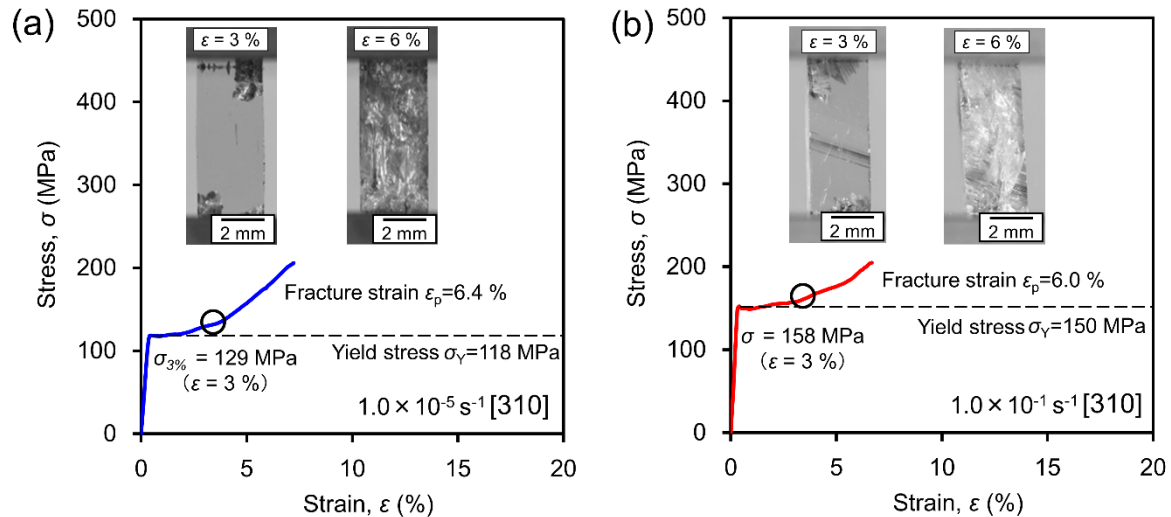 (a)
500
400
300
200
100
0
0
5
10
15
20
Stress, σ (MPa)
Strain, ε (%)
ε = 3 %
ε = 6 %
2 mm
2 mm
Fracture strain εp=6.4 %
Yield stress σY=118 MPa
σ3% = 129 MPa
(ε = 3 %)
1.0 × 10-5 s-1 [310]
(b)
500
400
300
200
100
0
0
5
10
15
20
Stress, σ (MPa)
Strain, ε (%)
ε = 3 %
ε = 6 %
2 mm
2 mm
Fracture strain εp=6.0 %
Yield stress σY=150 MPa
σ = 158 MPa
(ε = 3 %)
1.0 × 10-1 s-1 [310]